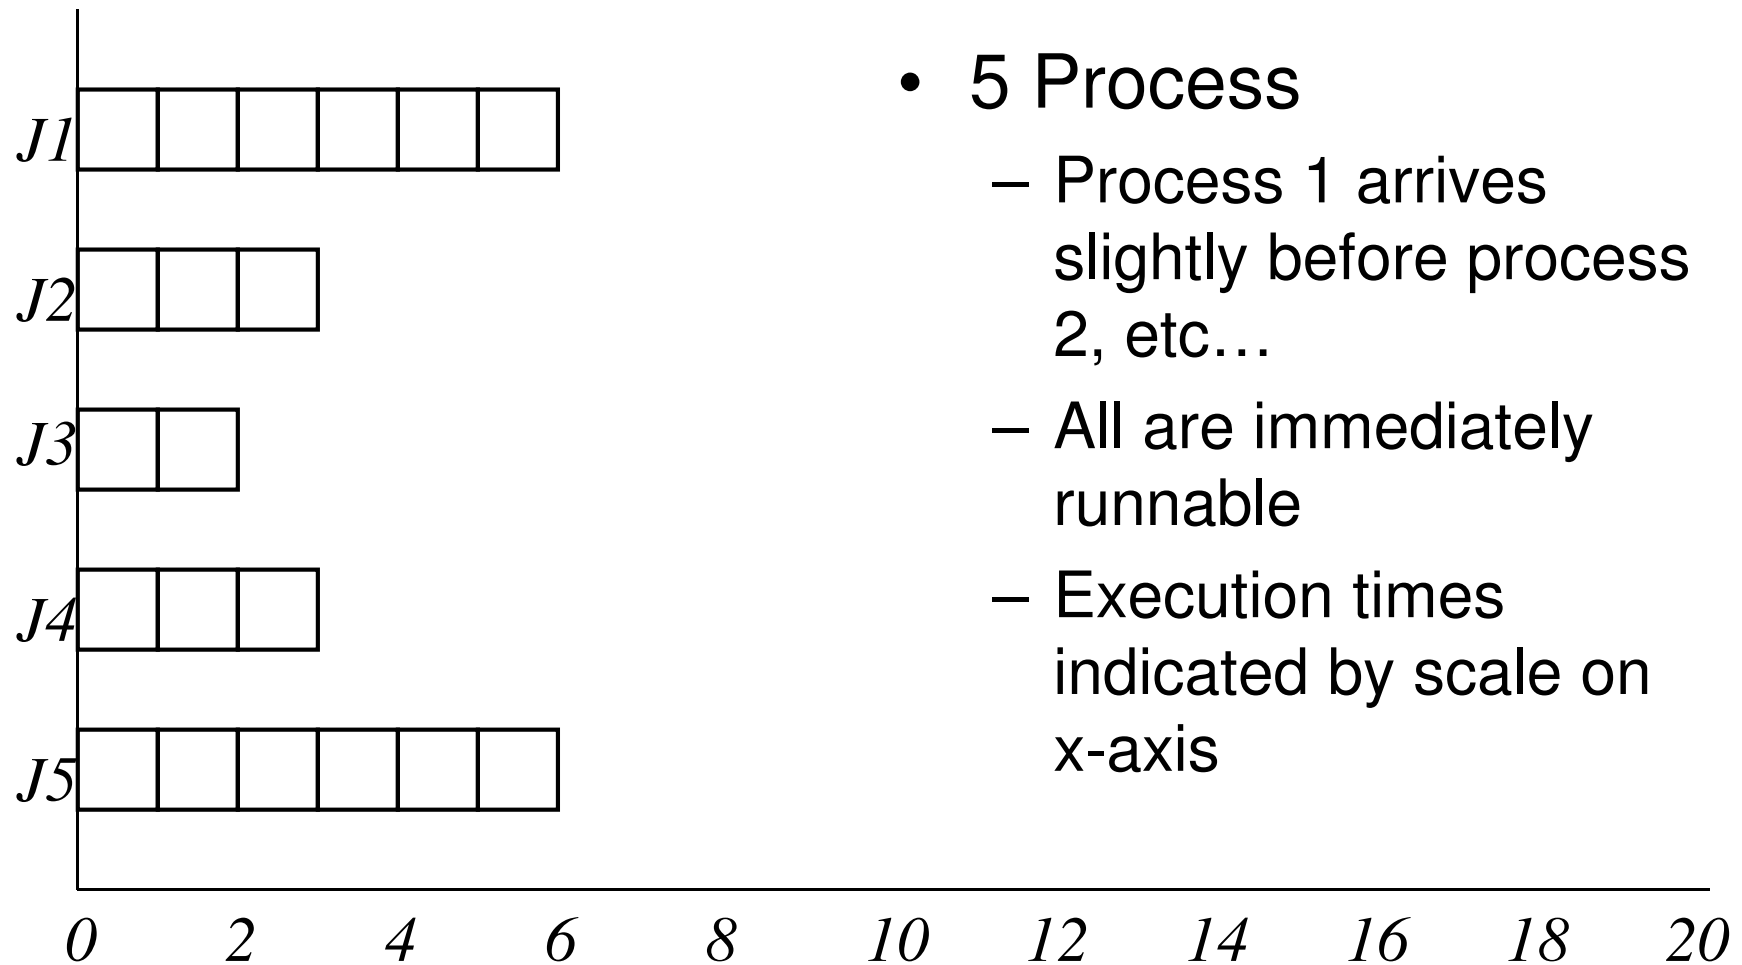 J1
J2
J3
J4
J5
0 2 4 6 8 10 12 14 16 18 20
• 5 Process
– Process 1 arrives
slightly before process
2, etc…
– All are immediately
runnable
– Execution times
indicated by scale on
x-axis